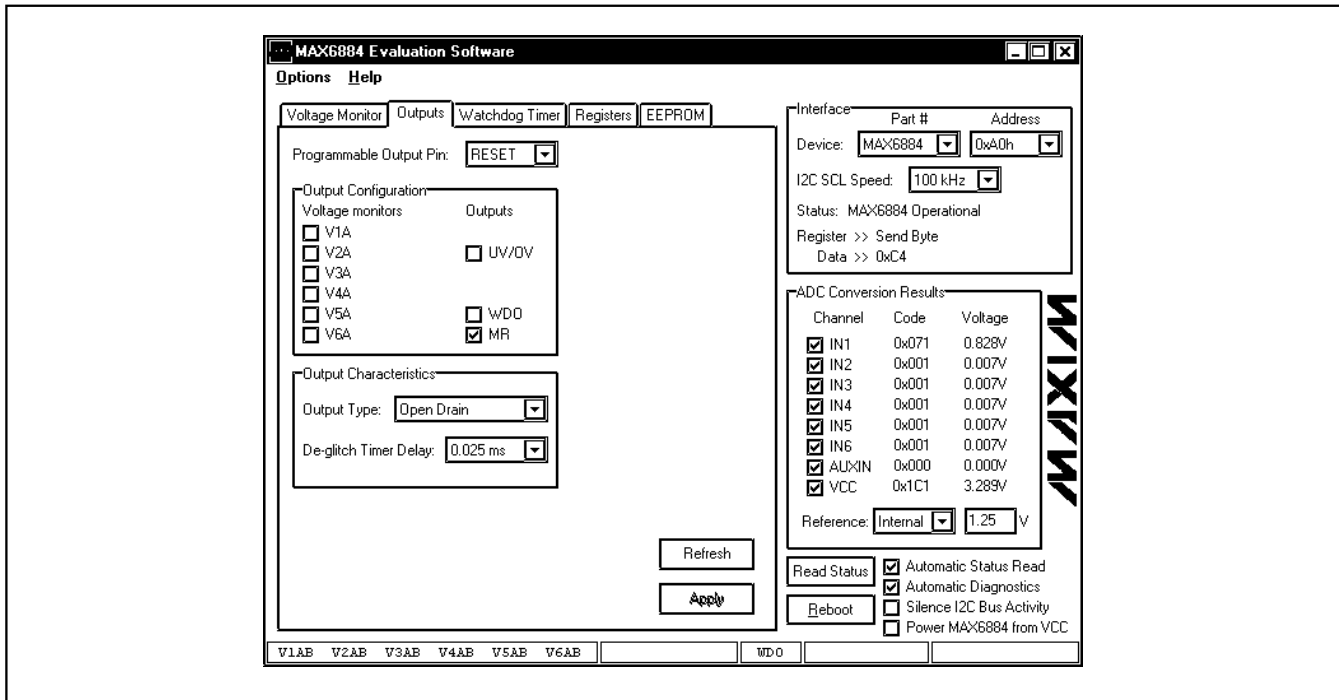 MAX6884 Evaluation Software
Options Help
Voltage Monitor Outputs Watchdog Timer Registers EEPROM
Programmable Output Pin: RESET
Output Configuration
Voltage monitors Outputs
V1A
V2A UV/OV
V3A
V4A
V5A WDO
V6A MR
Output Characteristics
Output Type: Open Drain
De-glitch Timer Delay: 0.025 ms
Refresh
Apply
Interface
Part # Address
Device: MAX6884 0xA0h
I2C SCL Speed: 100 kHz
Status: MAX6884 Operational
Register >> Send Byte
Data >> 0xC4
ADC Conversion Results
Channel Code Voltage
IN1 0x071 0.828V
IN2 0x001 0.007V
IN3 0x001 0.007V
IN4 0x001 0.007V
IN5 0x001 0.007V
IN6 0x001 0.007V
AUXIN 0x000 0.000V
VCC 0x1C1 3.289V
Reference: Internal 1.25 V
MAXIM
Read Status
Reboot
Automatic Status Read
Automatic Diagnostics
Silence I2C Bus Activity
Power MAX6884 from VCC
V1AB V2AB V3AB V4AB V5AB V6AB WDO